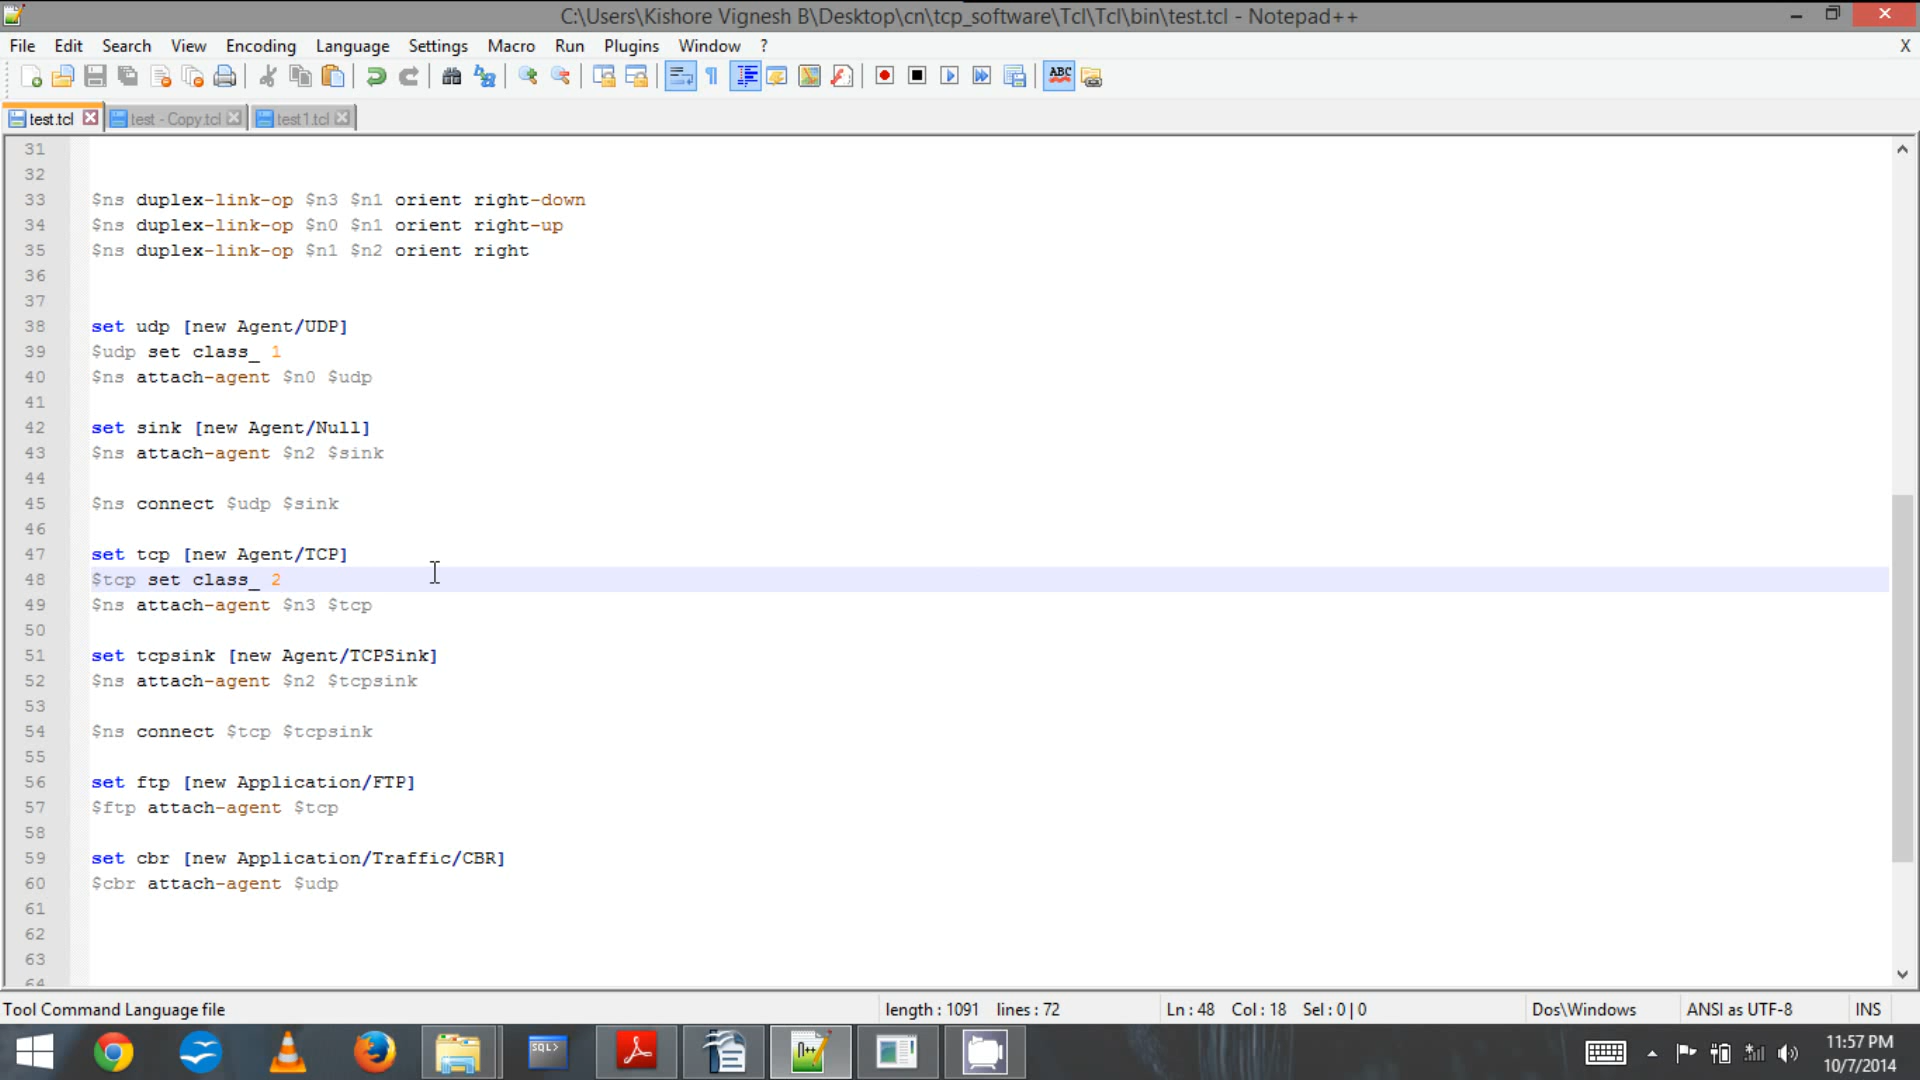 C:\Users\Kishore Vignesh B\Desktop\cn\tcp_software\Tcl\Tcl\bin\test.tcl - Notepad++
File Edit Search View Encoding Language Settings Macro Run Plugins Window ? X
ABC
test.tcl test - Copy.tcl test1.tcl
31
32
33 $ns duplex-link-op $n3 $n1 orient right-down
34 $ns duplex-link-op $n0 $n1 orient right-up
35 $ns duplex-link-op $n1 $n2 orient right
36
37
38 set udp [new Agent/UDP]
39 $udp set class_ 1
40 $ns attach-agent $n0 $udp
41
42 set sink [new Agent/Null]
43 $ns attach-agent $n2 $sink
44
45 $ns connect $udp $sink
46
47 set tcp [new Agent/TCP]
48 $tcp set class_ 2
49 $ns attach-agent $n3 $tcp
50
51 set tcpsink [new Agent/TCPSink]
52 $ns attach-agent $n2 $tcpsink
53
54 $ns connect $tcp $tcpsink
55
56 set ftp [new Application/FTP]
57 $ftp attach-agent $tcp
58
59 set cbr [new Application/Traffic/CBR]
60 $cbr attach-agent $udp
61
62
63
64
Tool Command Language file length : 1091 lines : 72 Ln : 48 Col : 18 Sel : 0 | 0 Dos\Windows ANSI as UTF-8 INS
SQL>
N++
11:57 PM
10/7/2014